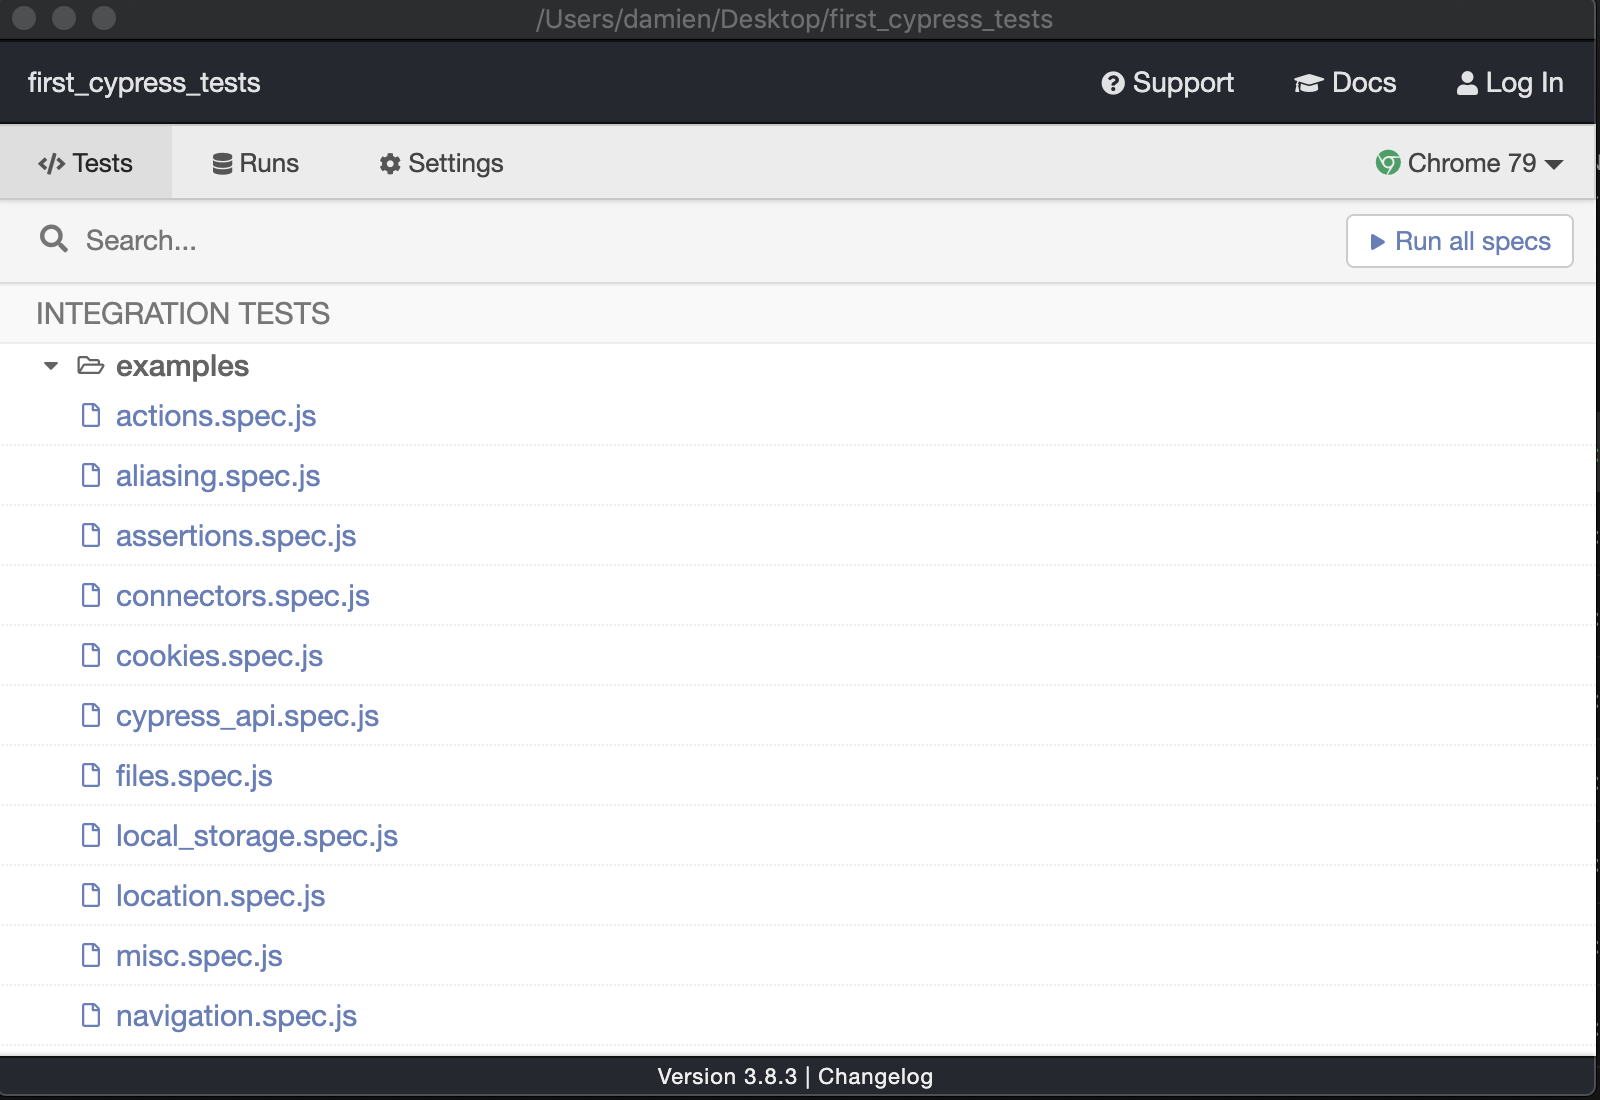 /Users/damien/Desktop/first_cypress_tests
first_cypress_tests Support Docs Log In
</> Tests Runs Settings Chrome 79
Search... Run all specs
INTEGRATION TESTS
examples
actions.spec.js
aliasing.spec.js
assertions.spec.js
connectors.spec.js
cookies.spec.js
cypress_api.spec.js
files.spec.js
local_storage.spec.js
location.spec.js
misc.spec.js
navigation.spec.js
Version 3.8.3 | Changelog